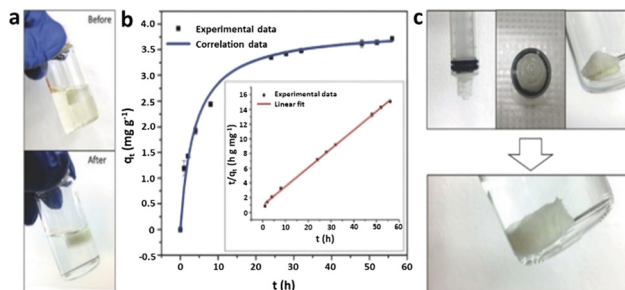 a
Before
After
b
Experimental data
Correlation data
qt (mg g-1)
4.0
3.5
3.0
2.5
2.0
1.5
1.0
0.5
0.0
-0.5
0 10 20 30 40 50 60
t (h)
Experimental data
Linear fit
t/qt (h g mg-1)
16
14
12
10
8
6
4
2
0
0 10 20 30 40 50 60
t (h)
c